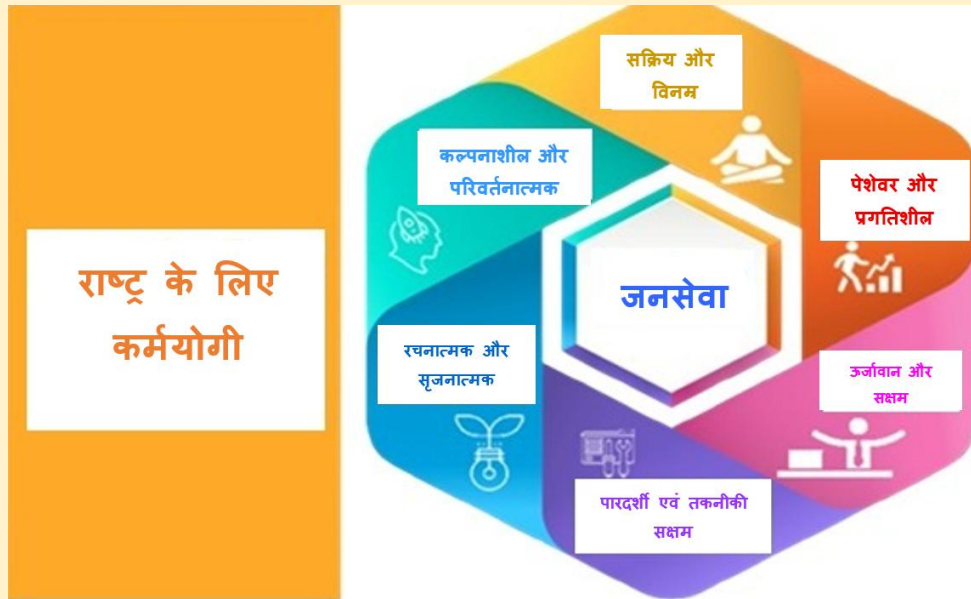 राष्ट्र के लिए
कर्मयोगी
सक्रिय और
विनम्र
पेशेवर और
प्रगतिशील
ऊर्जावान और
सक्षम
पारदर्शी एवं तकनीकी
सक्षम
रचनात्मक और
सृजनात्मक
कल्पनाशील और
परिवर्तनात्मक
जनसेवा